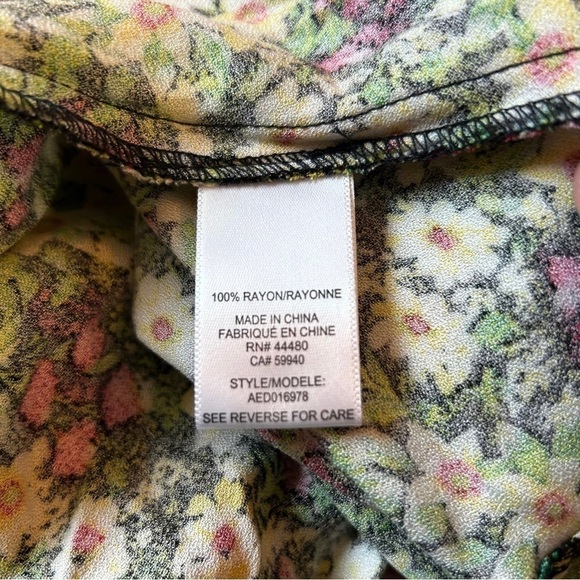 100% RAYON/RAYONNE
MADE IN CHINA
FABRIQUÉ EN CHINE
RN# 44480
CA# 59940
STYLE/MODELE:
AED016978
SEE REVERSE FOR CARE